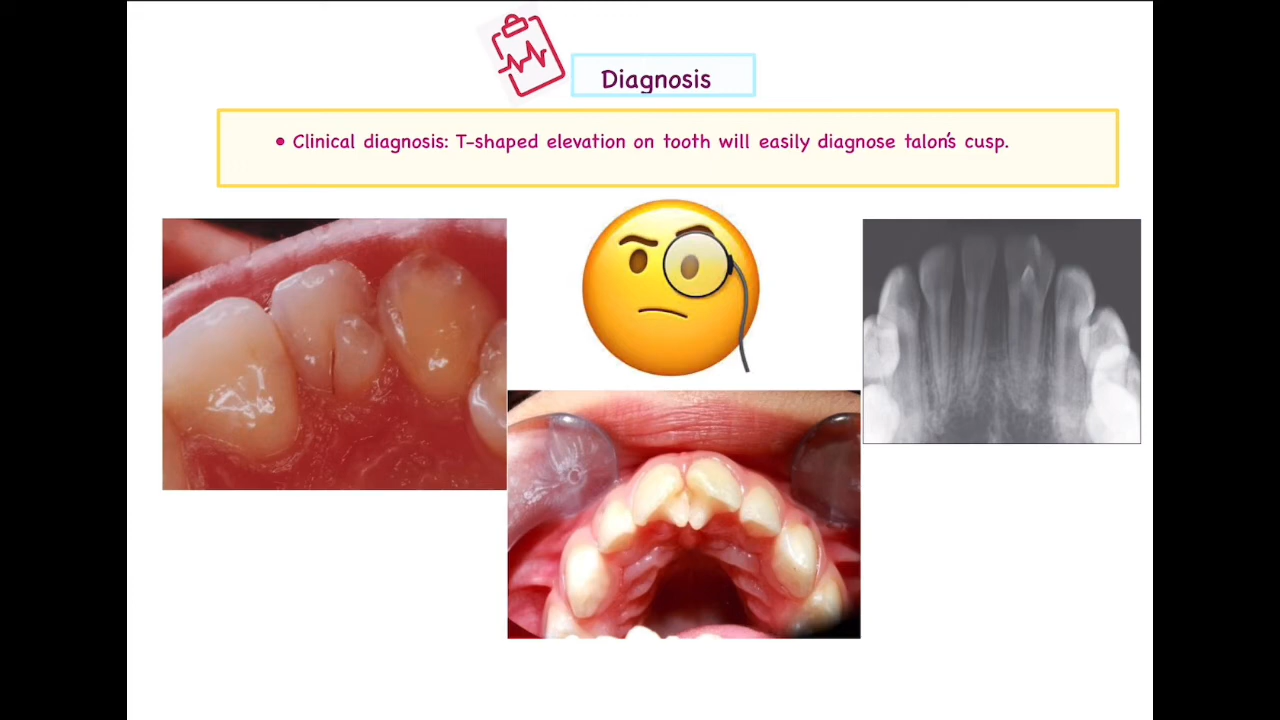 Diagnosis
• Clinical diagnosis: T-shaped elevation on tooth will easily diagnose talon's cusp.